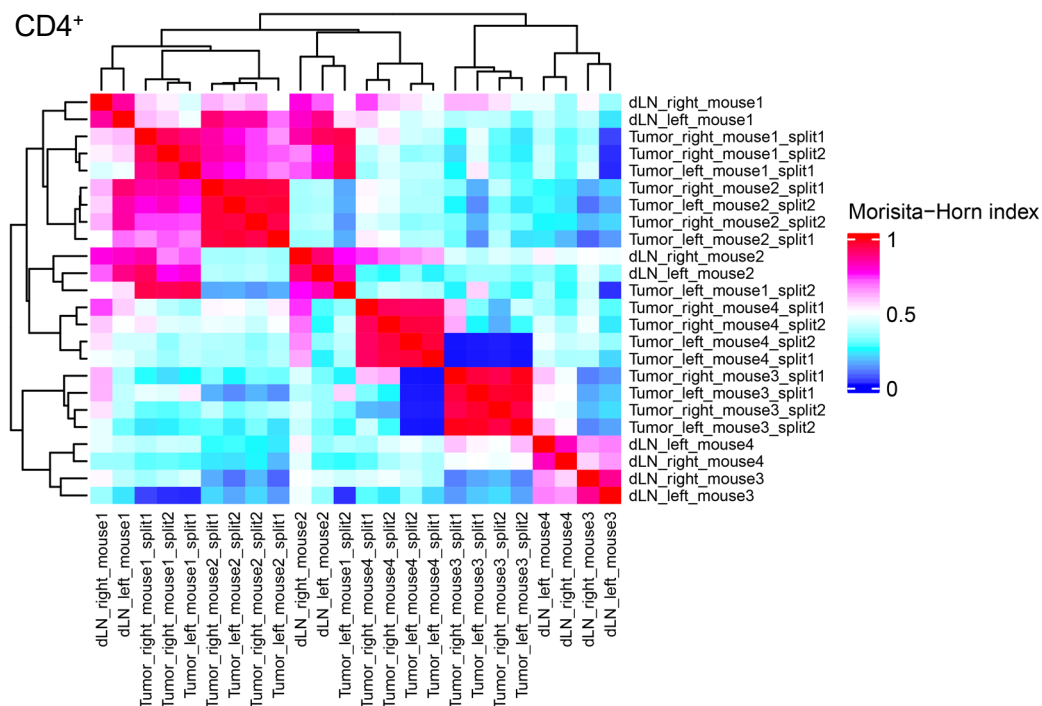 CD4⁺
dLN_right_mouse1
dLN_left_mouse1
Tumor_right_mouse1_split1
Tumor_right_mouse1_split2
Tumor_left_mouse1_split1
Tumor_right_mouse2_split1
Tumor_left_mouse2_split2
Tumor_right_mouse2_split2
Tumor_left_mouse2_split1
dLN_right_mouse2
dLN_left_mouse2
Tumor_left_mouse1_split2
Tumor_right_mouse4_split1
Tumor_right_mouse4_split2
Tumor_left_mouse4_split2
Tumor_left_mouse4_split1
Tumor_right_mouse3_split1
Tumor_left_mouse3_split1
Tumor_right_mouse3_split2
Tumor_left_mouse3_split2
dLN_left_mouse4
dLN_right_mouse4
dLN_right_mouse3
dLN_left_mouse3
Morisita−Horn index
1
0.5
0
dLN_right_mouse1
dLN_left_mouse1
Tumor_right_mouse1_split1
Tumor_right_mouse1_split2
Tumor_left_mouse1_split1
Tumor_right_mouse2_split1
Tumor_left_mouse2_split2
Tumor_right_mouse2_split2
Tumor_left_mouse2_split1
dLN_right_mouse2
dLN_left_mouse2
Tumor_left_mouse1_split2
Tumor_right_mouse4_split1
Tumor_right_mouse4_split2
Tumor_left_mouse4_split2
Tumor_left_mouse4_split1
Tumor_right_mouse3_split1
Tumor_left_mouse3_split1
Tumor_right_mouse3_split2
Tumor_left_mouse3_split2
dLN_left_mouse4
dLN_right_mouse4
dLN_right_mouse3
dLN_left_mouse3